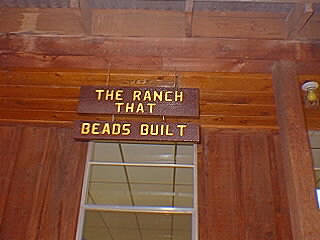 THE RANCH
THAT
BEADS BUILT